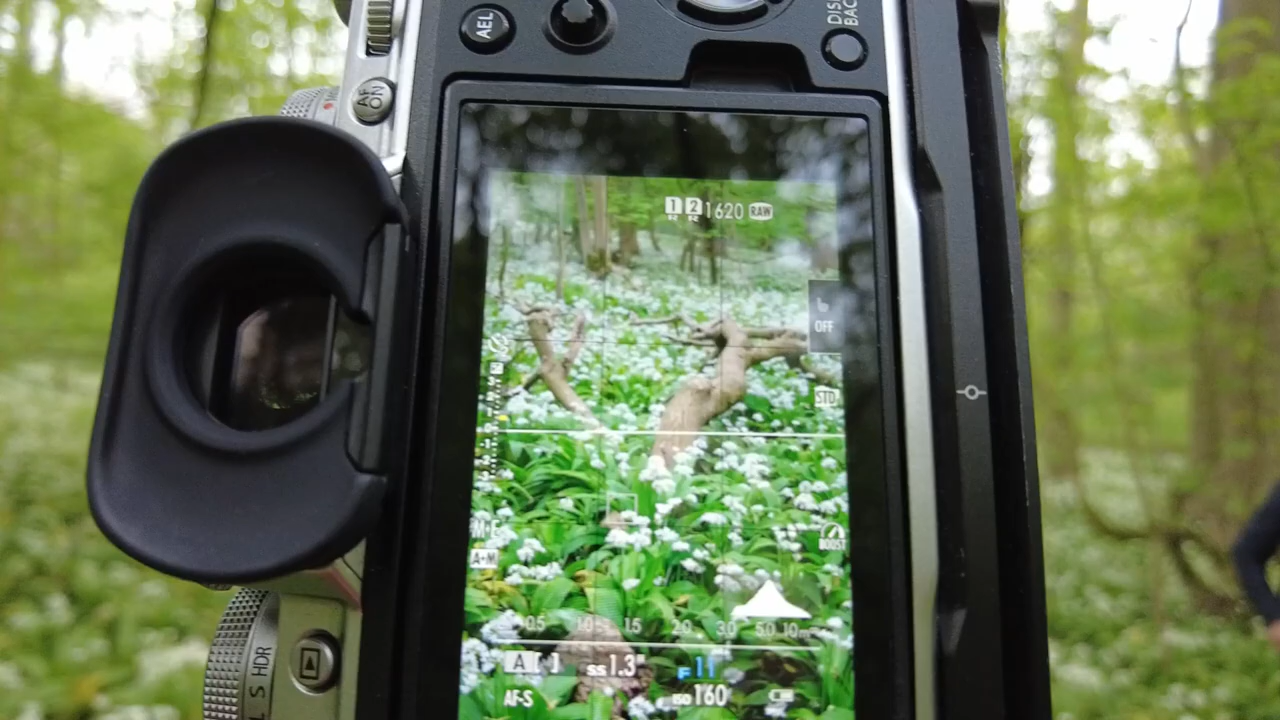 AEL
DISP
BACK
AF
ON
1 2 1620 RAW
R R
OFF
STD
BOOST
A+M
0.5 1.0 1.5 2.0 3.0 5.0 10m
A [ ] SS 1.3" F 11
AF-S ISO 160
L S HDR